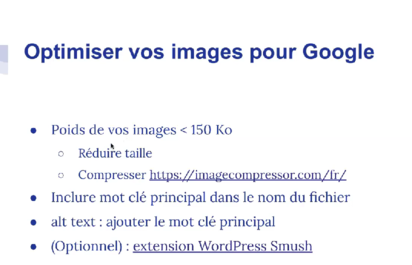 Optimiser vos images pour Google
● Poids de vos images < 150 Ko
○ Réduire taille
○ Compresser https://imagecompressor.com/fr/
● Inclure mot clé principal dans le nom du fichier
● alt text : ajouter le mot clé principal
● (Optionnel) : extension WordPress Smush